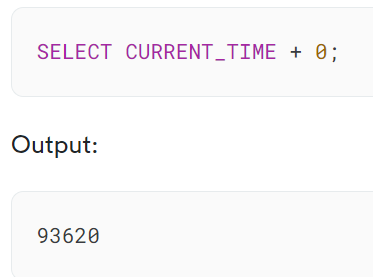 SELECT CURRENT_TIME + 0;
Output:
93620